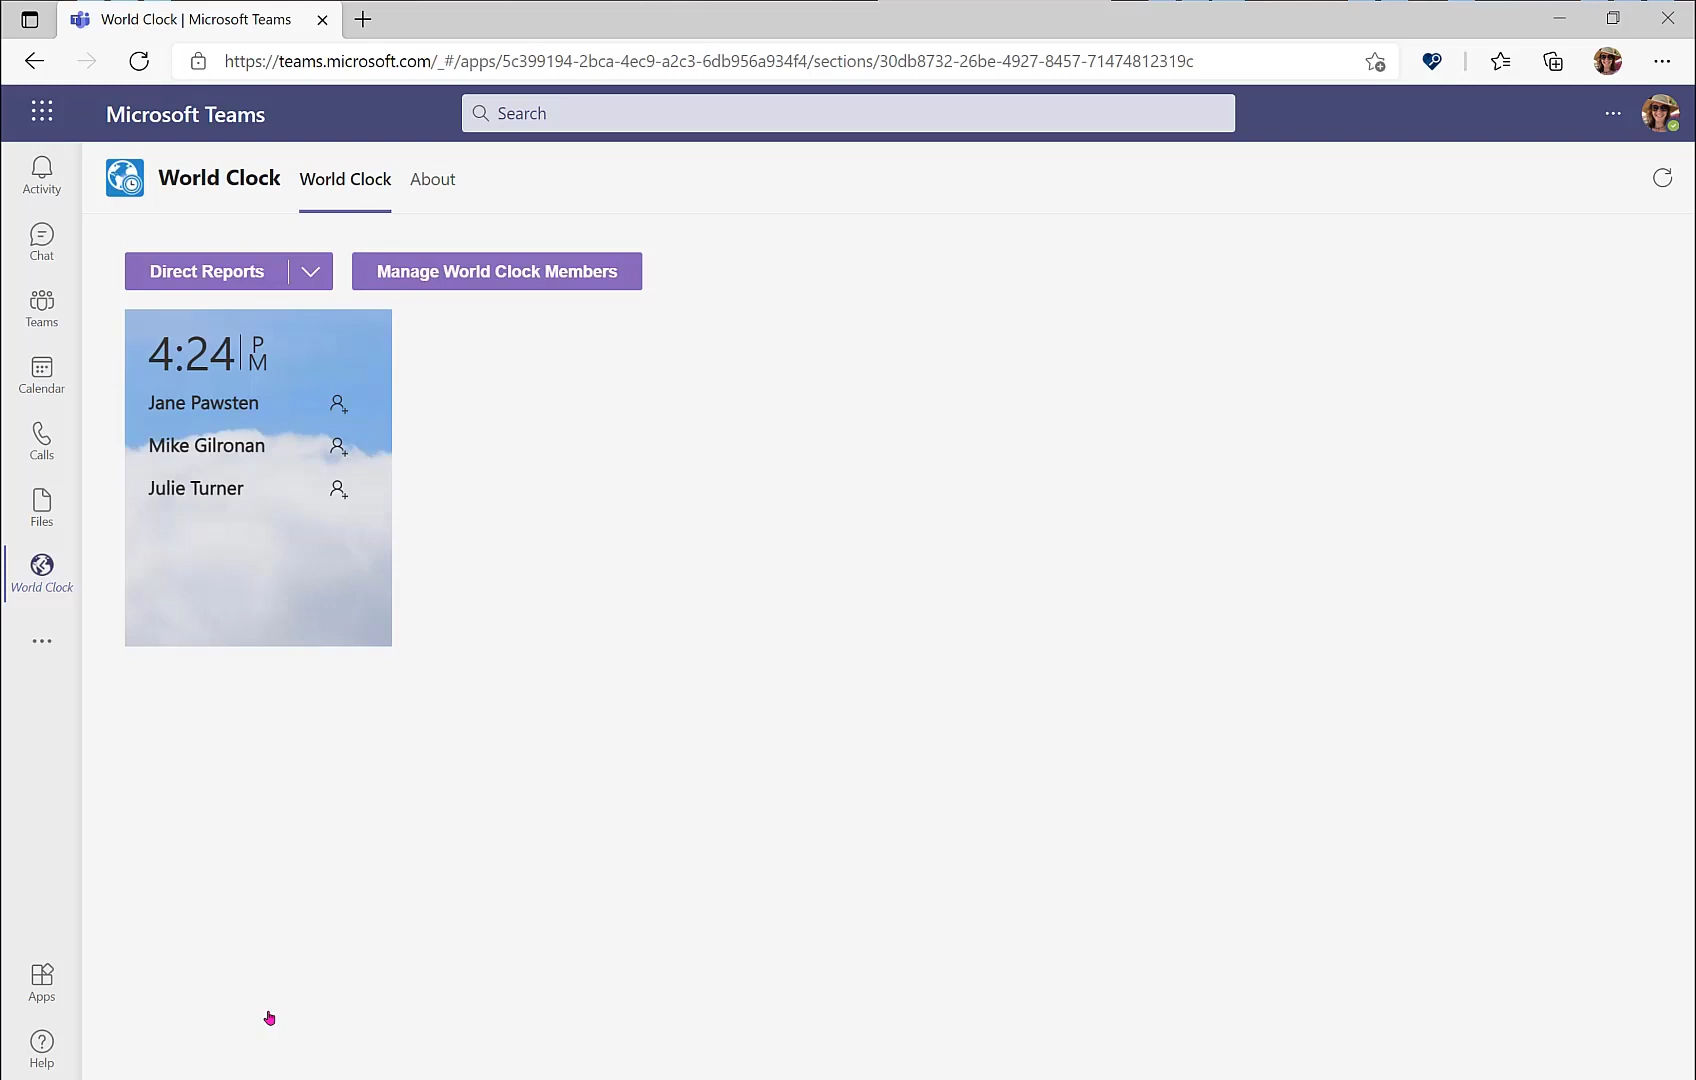 World Clock | Microsoft Teams
https://teams.microsoft.com/_#/apps/5c399194-2bca-4ec9-a2c3-6db956a934f4/sections/30db8732-26be-4927-8457-71474812319c
Microsoft Teams
Search
World Clock
World Clock
About
Activity
Chat
Teams
Calendar
Calls
Files
World Clock
Apps
Help
Direct Reports
Manage World Clock Members
4:24 PM
Jane Pawsten
Mike Gilronan
Julie Turner